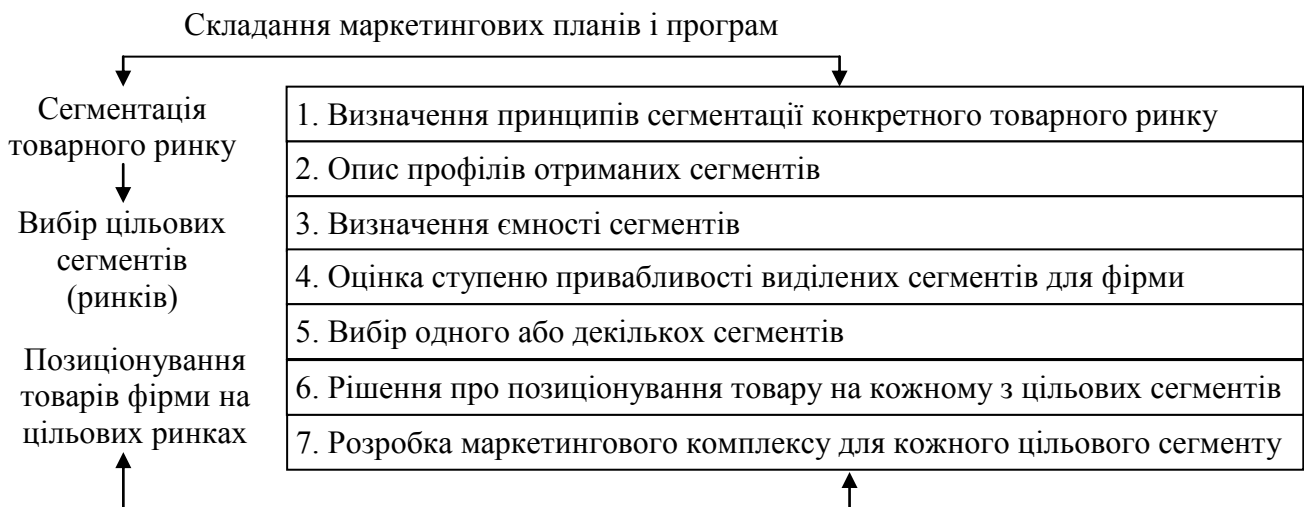 Складання маркетингових планів і програм
Сегментація
товарного ринку
Вибір цільових
сегментів
(ринків)
Позиціонування
товарів фірми на
цільових ринках
1. Визначення принципів сегментації конкретного товарного ринку
2. Опис профілів отриманих сегментів
3. Визначення ємності сегментів
4. Оцінка ступеню привабливості виділених сегментів для фірми
5. Вибір одного або декількох сегментів
6. Рішення про позиціонування товару на кожному з цільових сегментів
7. Розробка маркетингового комплексу для кожного цільового сегменту